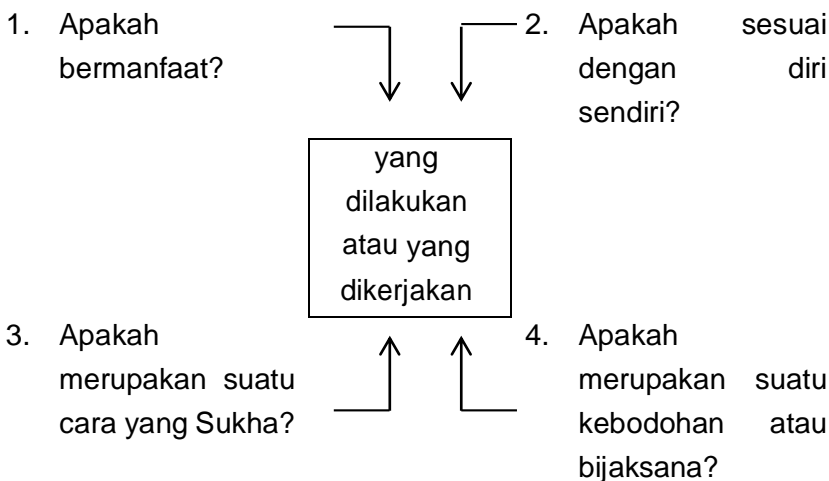 1. Apakah
bermanfaat?
2. Apakah sesuai
dengan diri
sendiri?
yang
dilakukan
atau yang
dikerjakan
3. Apakah
merupakan suatu
cara yang Sukha?
4. Apakah
merupakan suatu
kebodohan atau
bijaksana?